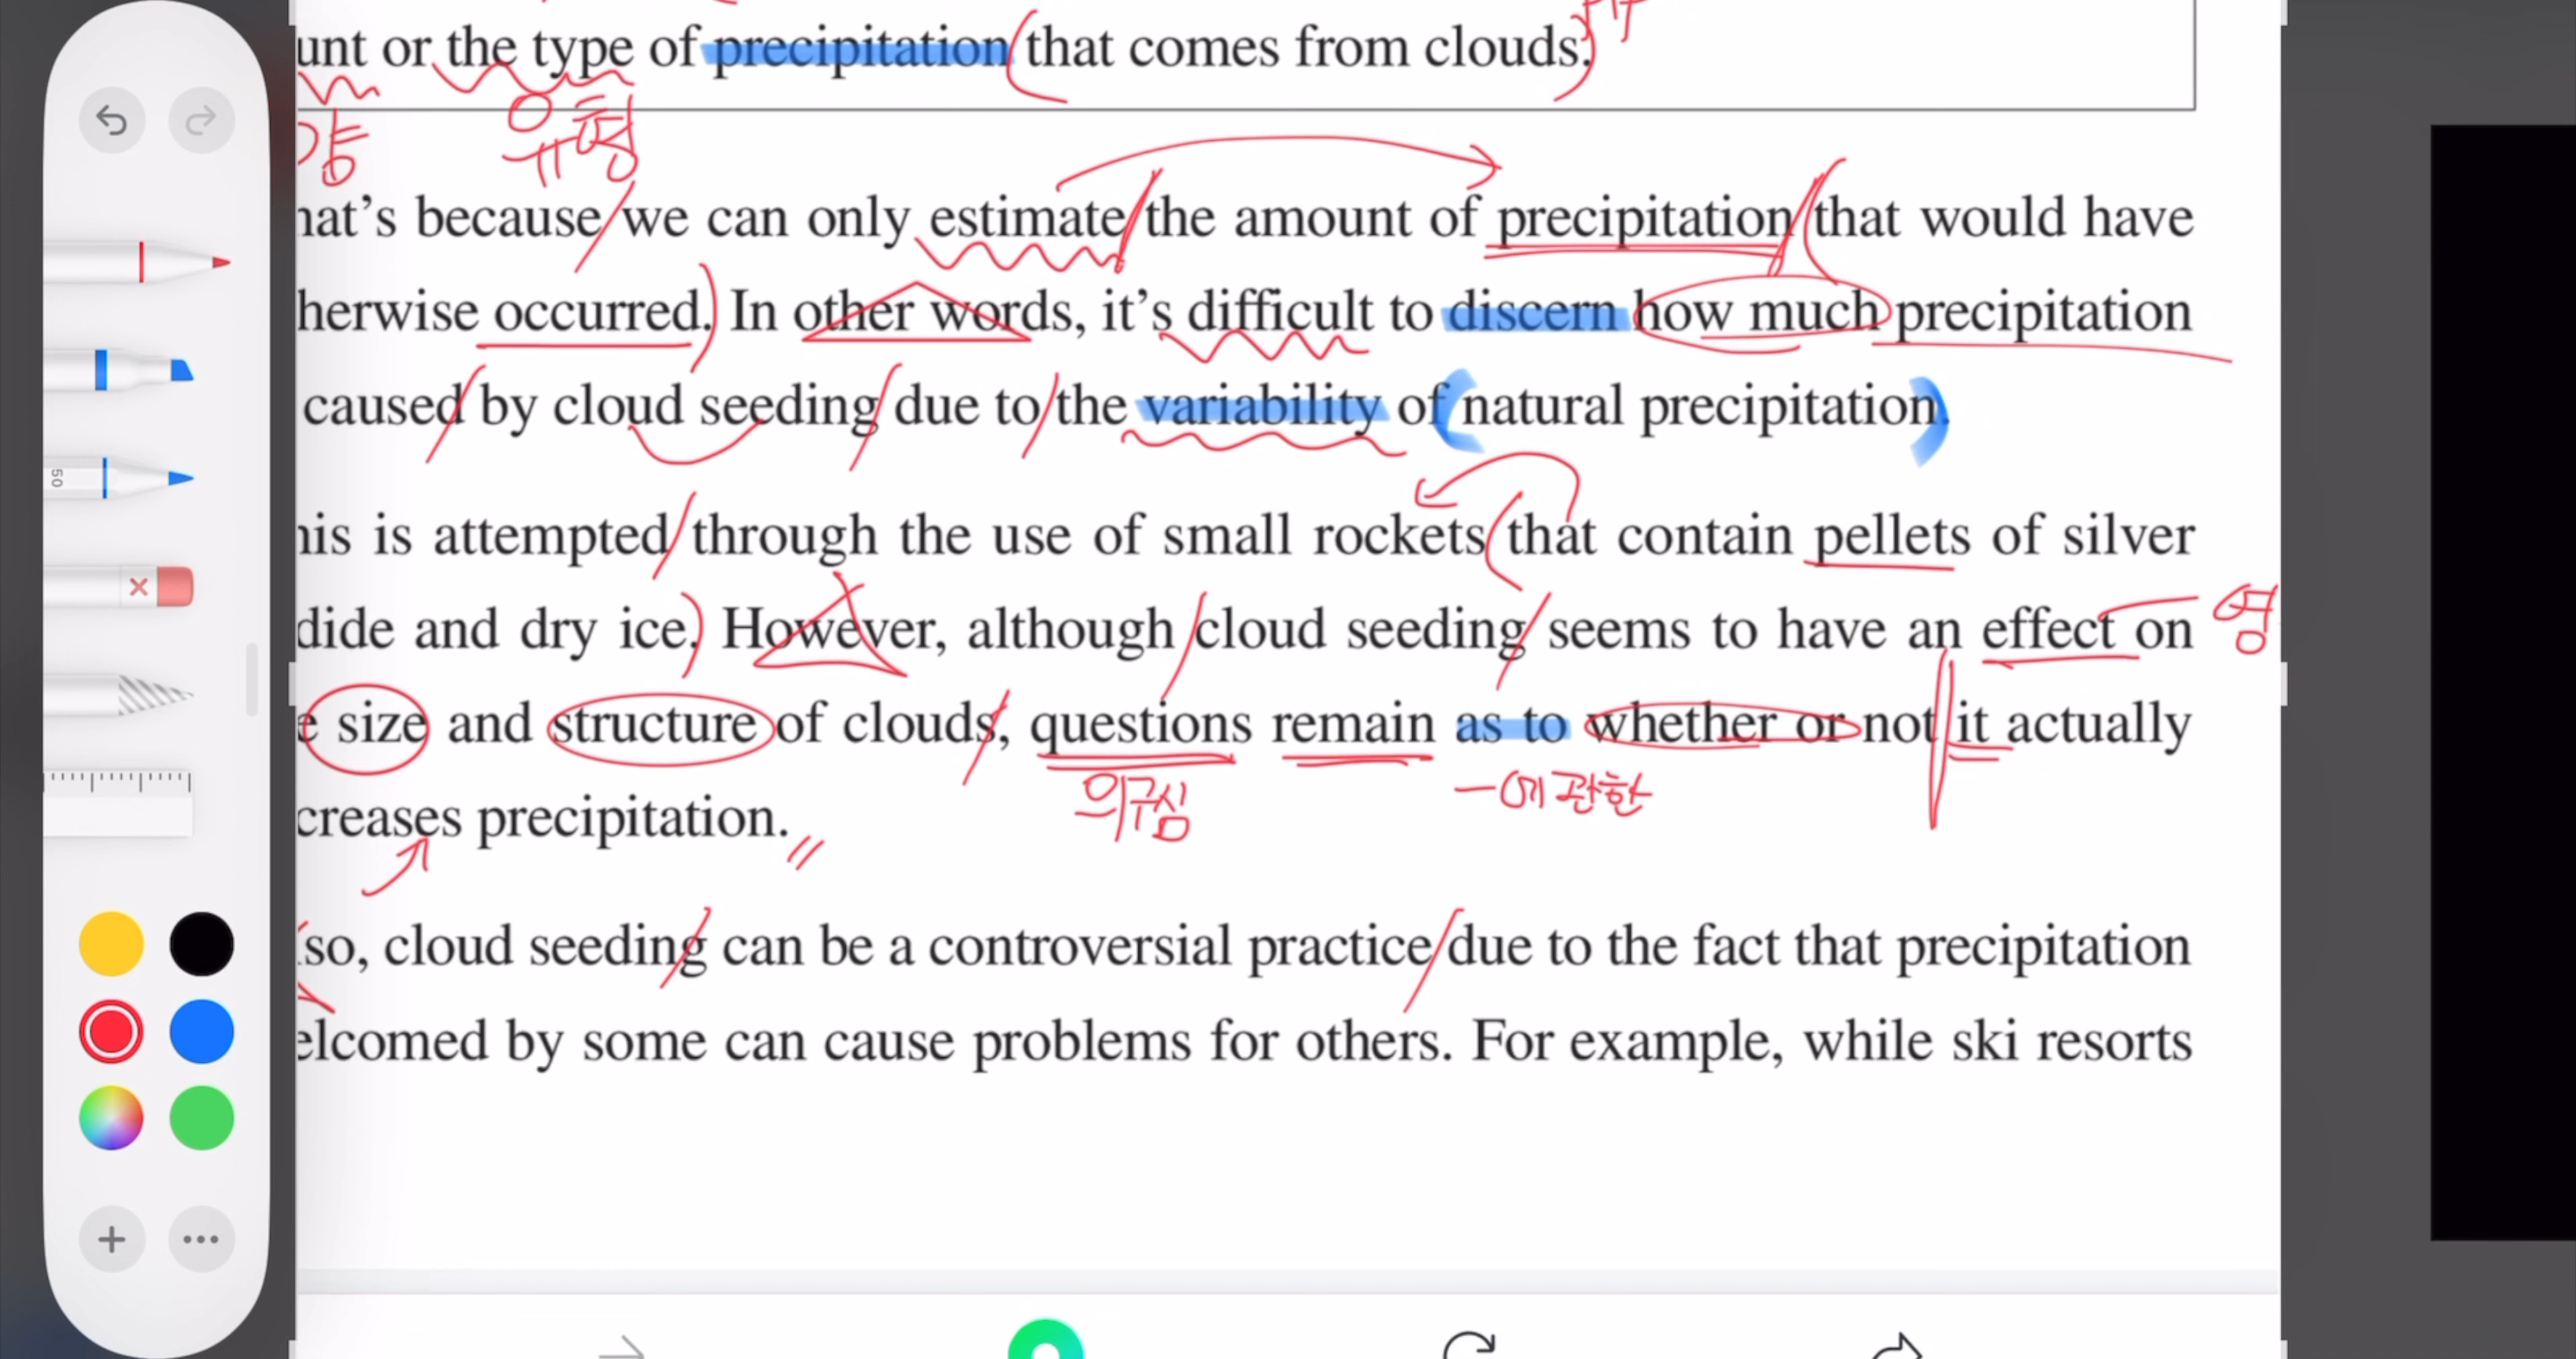 unt or the type of precipitation that comes from clouds.
양 유형
hat's because we can only estimate the amount of precipitation that would have
herwise occurred. In other words, it's difficult to discern how much precipitation
caused by cloud seeding due to the variability of natural precipitation.
his is attempted through the use of small rockets that contain pellets of silver
dide and dry ice. However, although cloud seeding seems to have an effect on
e size and structure of clouds, questions remain as to whether or not it actually
의구심 ~에 관한
creases precipitation.
so, cloud seeding can be a controversial practice due to the fact that precipitation
elcomed by some can cause problems for others. For example, while ski resorts
50